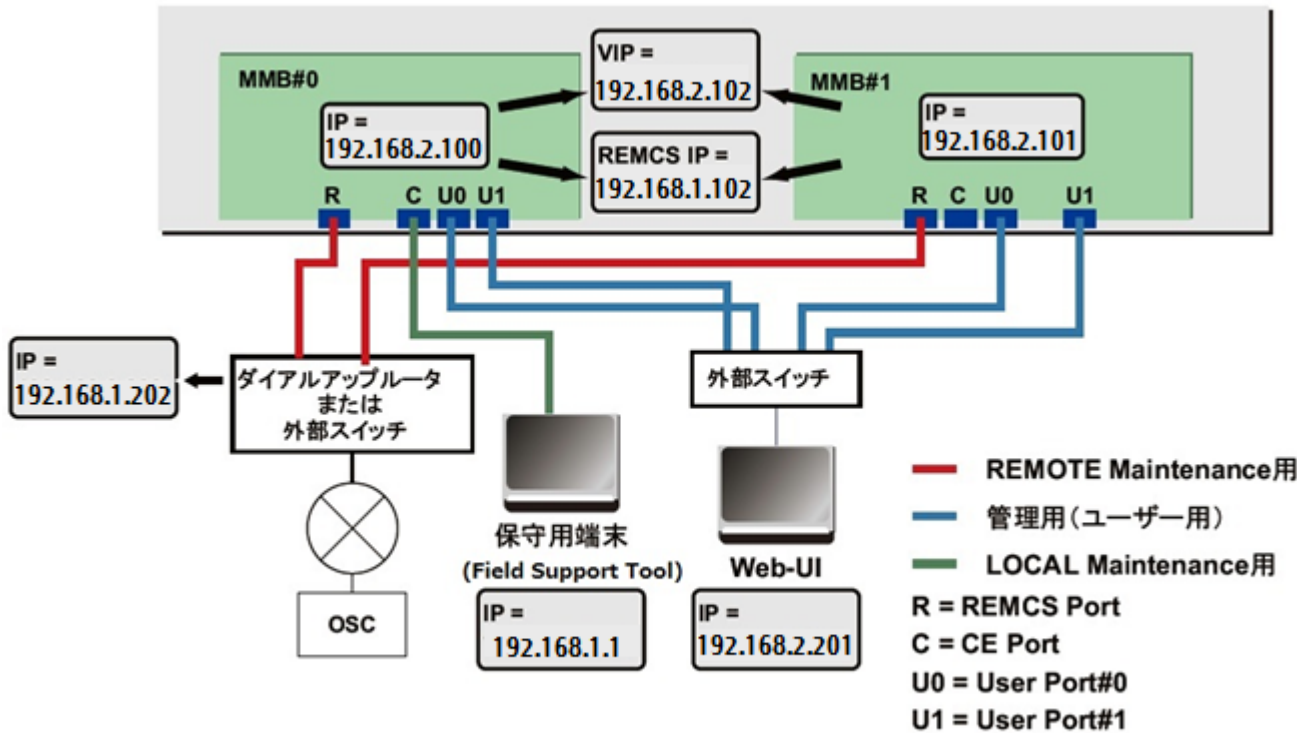 MMB#0
IP =
192.168.2.100
VIP =
192.168.2.102
REMCS IP =
192.168.1.102
MMB#1
IP =
192.168.2.101
R
C
U0
U1
R
C
U0
U1
IP =
192.168.1.202
ダイアルアップルータ
または
外部スイッチ
OSC
保守用端末
(Field Support Tool)
IP =
192.168.1.1
外部スイッチ
Web-UI
IP =
192.168.2.201
REMOTE Maintenance用
管理用(ユーザー用)
LOCAL Maintenance用
R = REMCS Port
C = CE Port
U0 = User Port#0
U1 = User Port#1